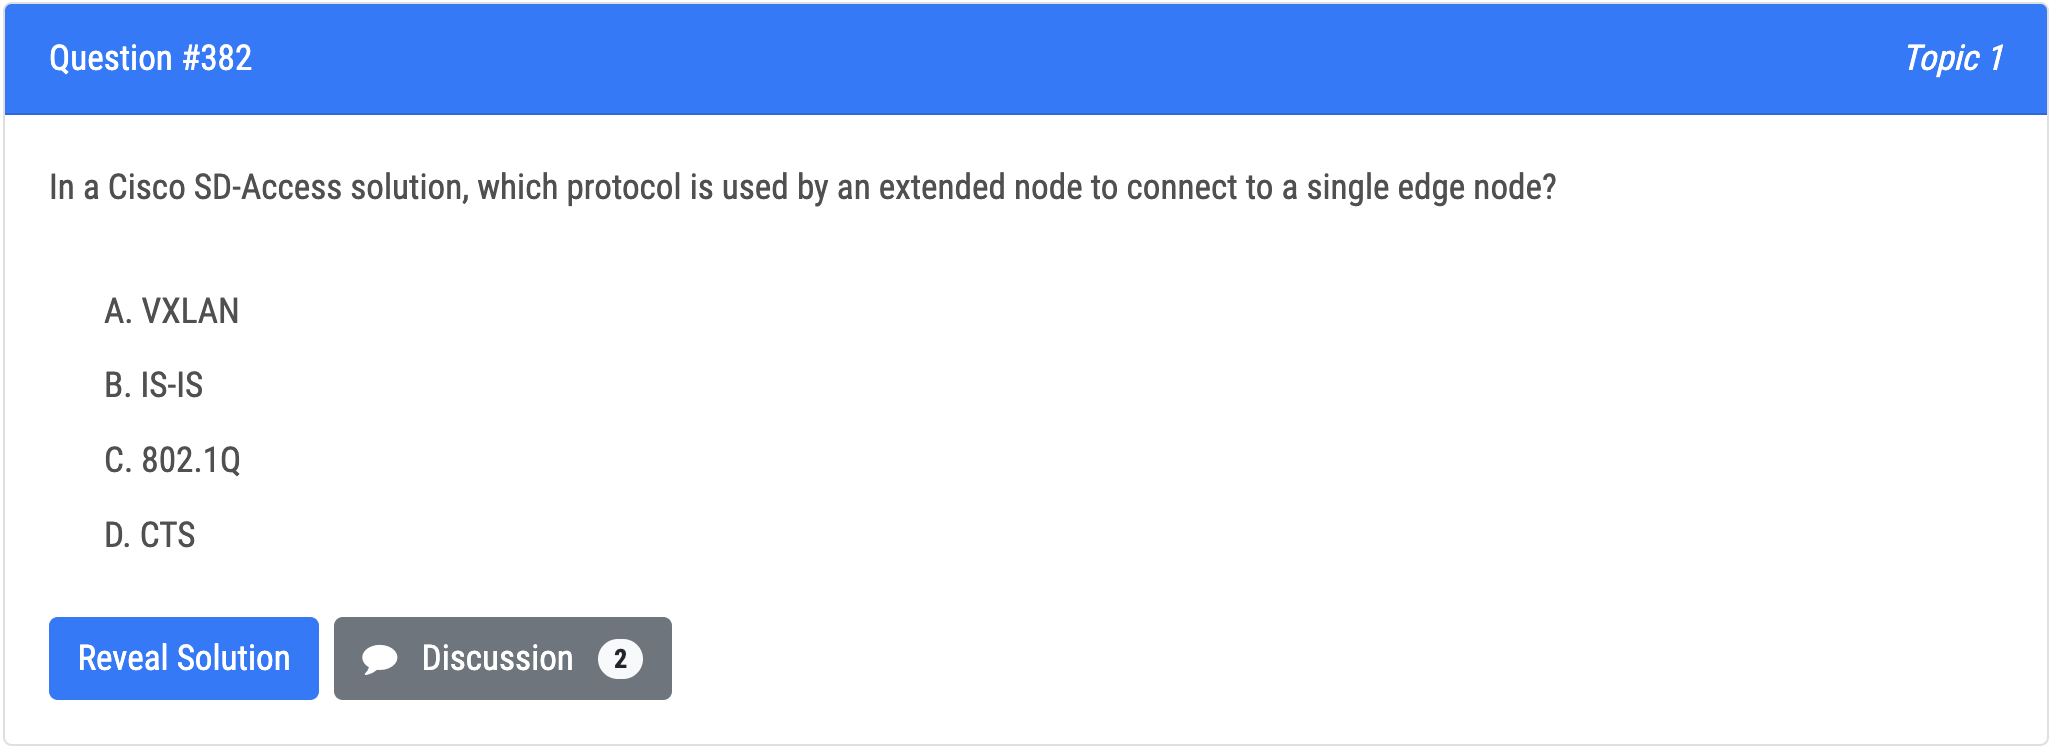 Question #382
Topic 1
In a Cisco SD-Access solution, which protocol is used by an extended node to connect to a single edge node?
A. VXLAN
B. IS-IS
C. 802.1Q
D. CTS
Reveal Solution
Discussion 2